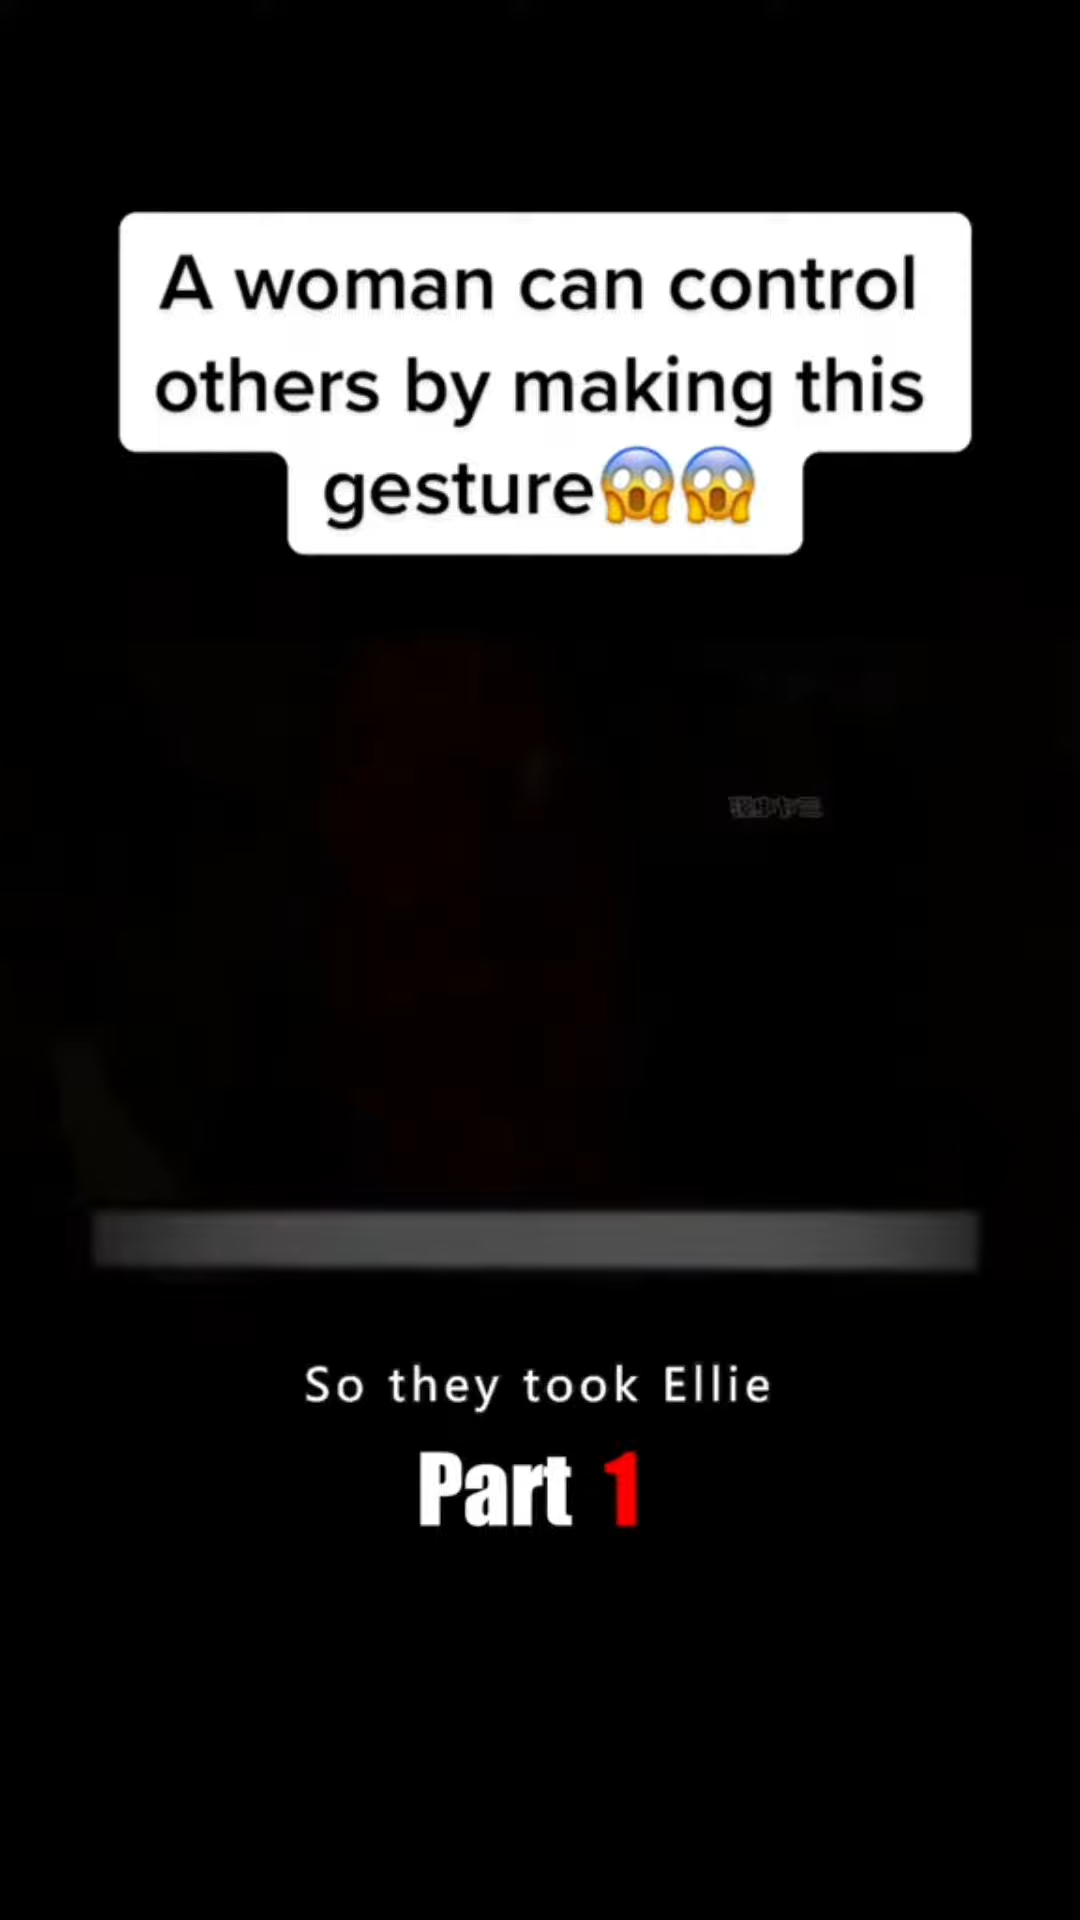 A woman can control
others by making this
gesture😱😱
So they took Ellie
Part 1